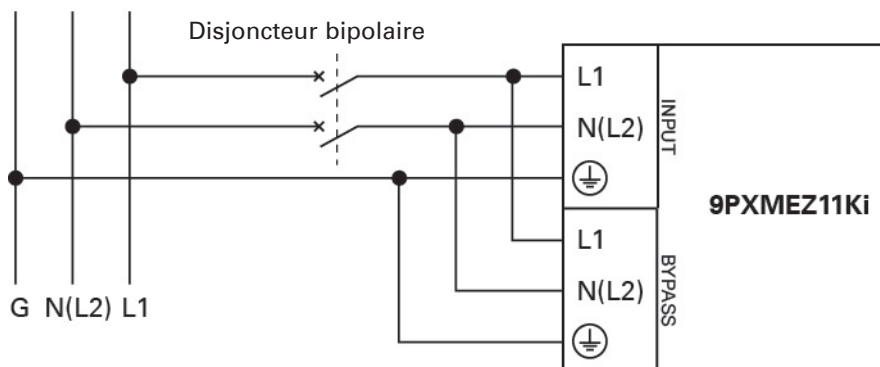 Disjoncteur bipolaire
L1
N(L2)
INPUT
9PXMEZ11Ki
L1
N(L2)
BYPASS
G N(L2) L1